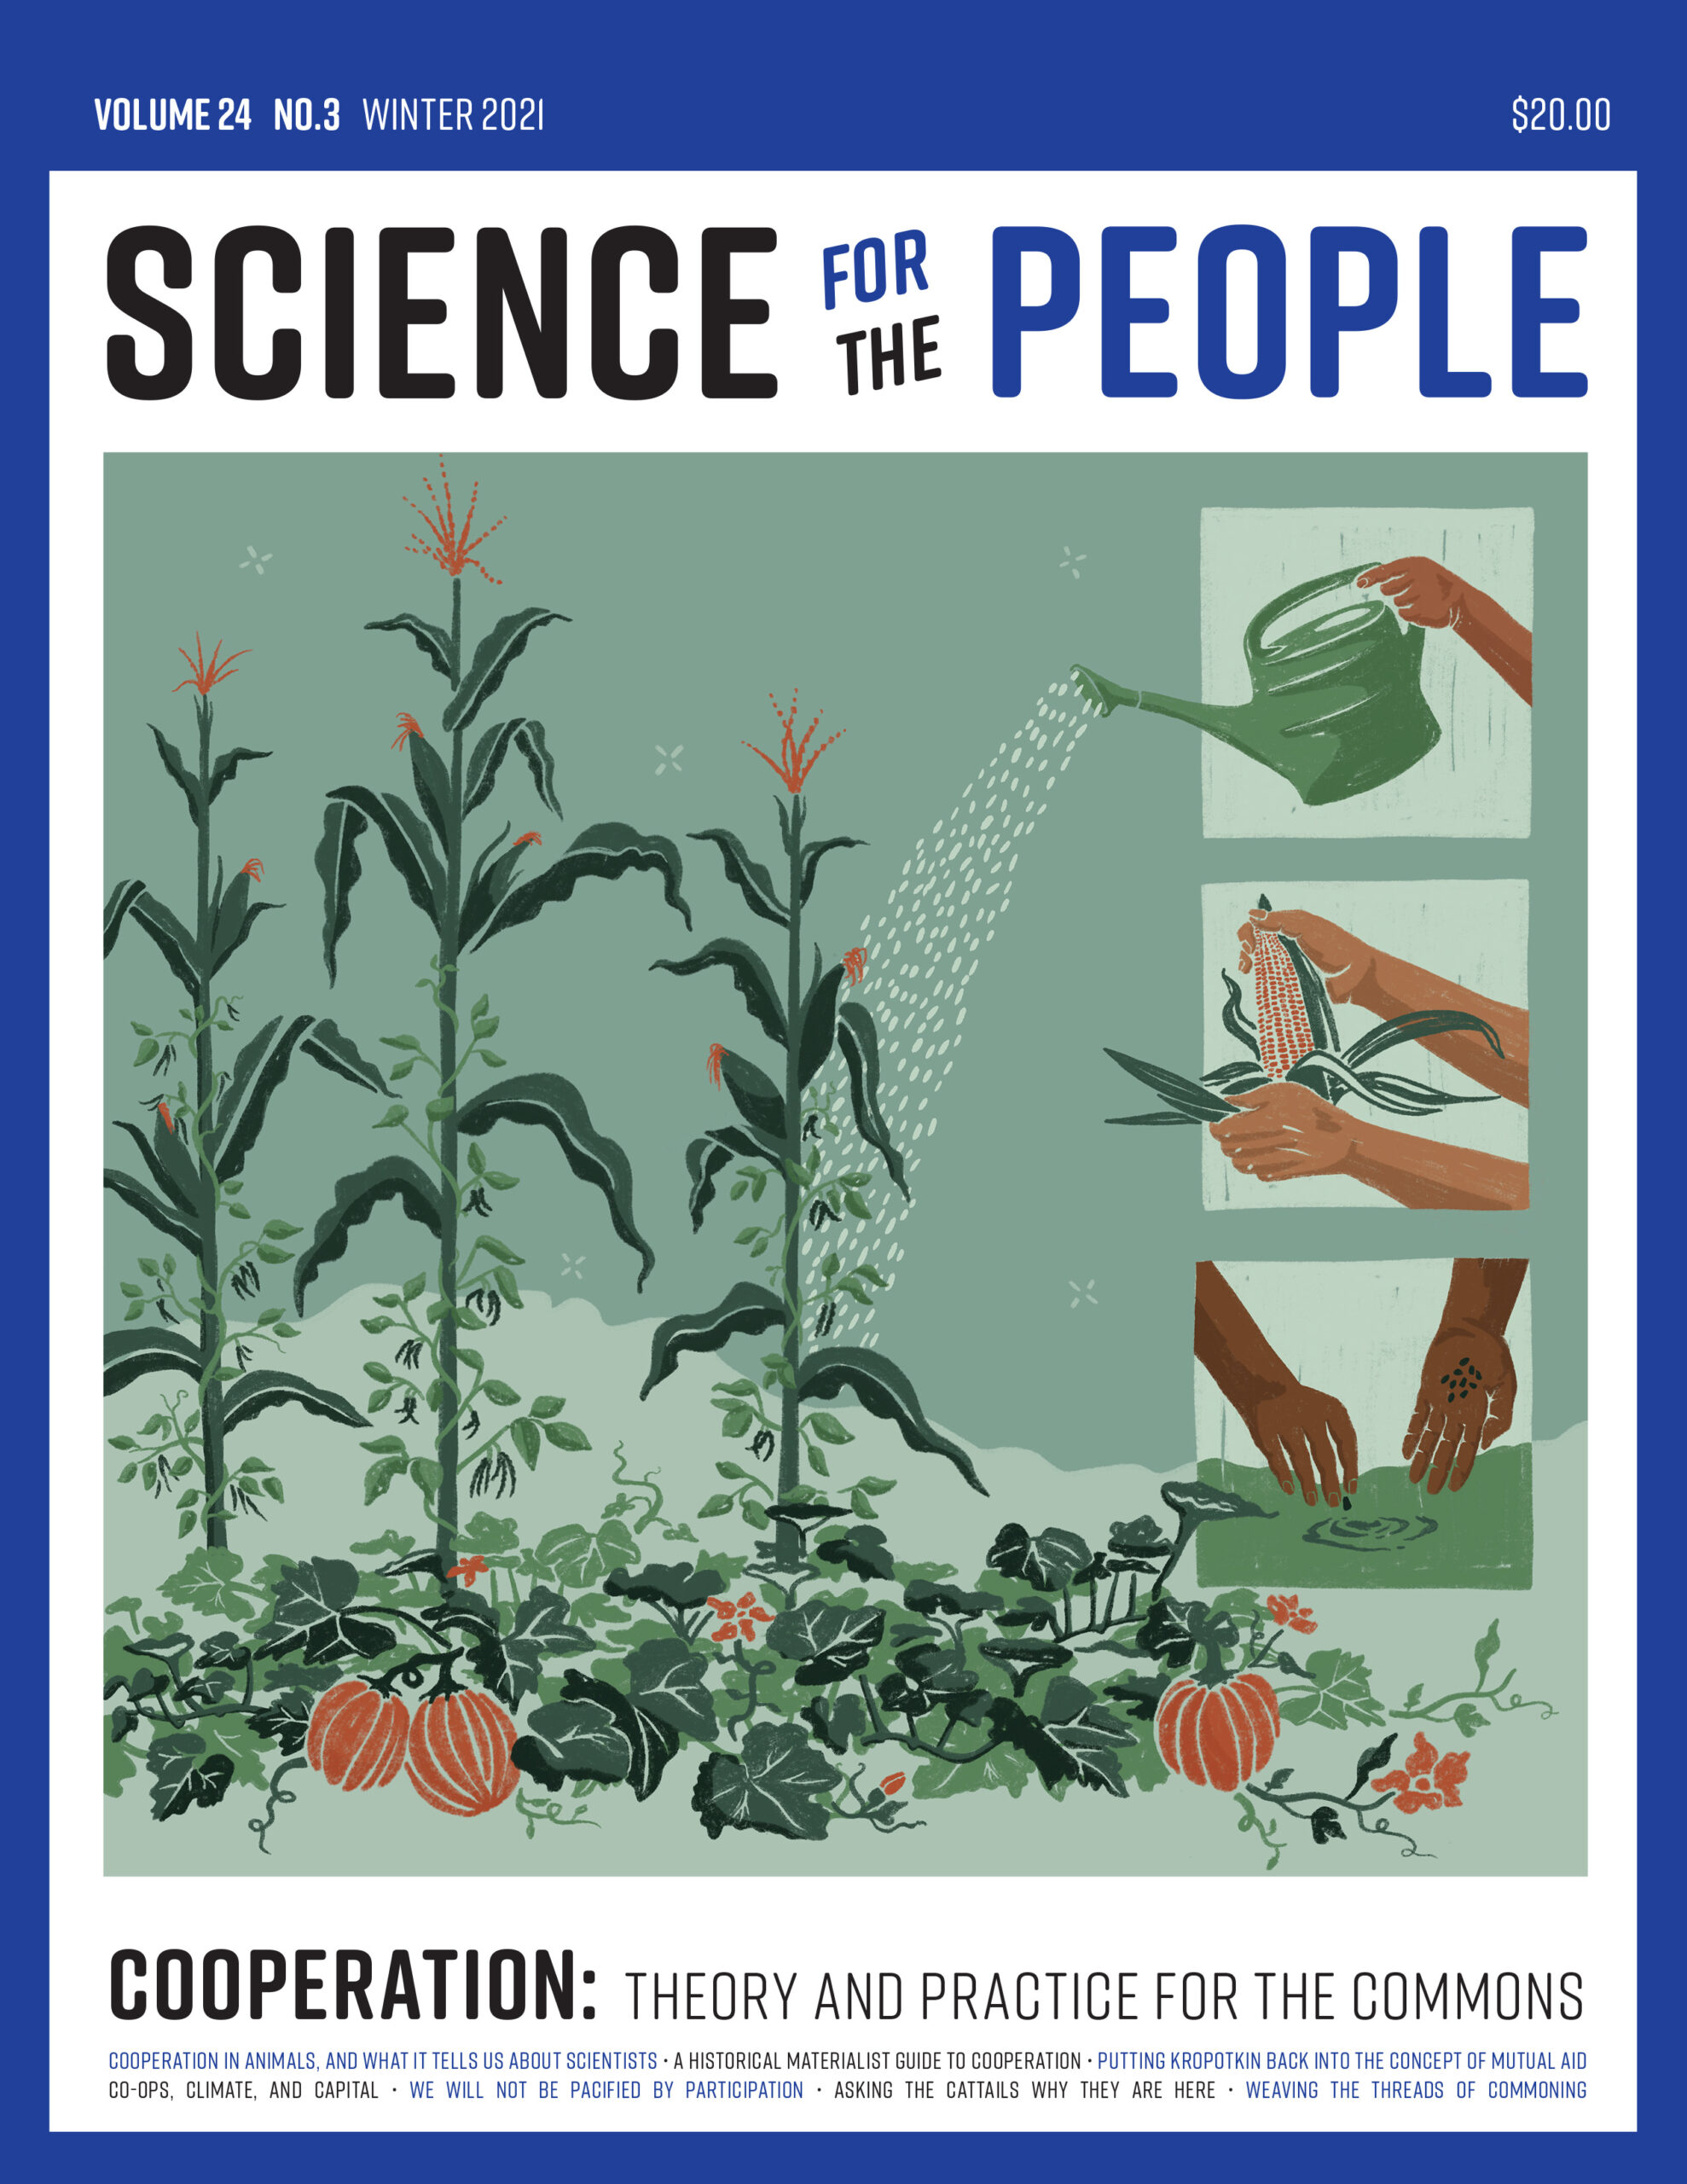 VOLUME 24 NO.3 WINTER 2021 $20.00
SCIENCE FOR THE PEOPLE
COOPERATION: THEORY AND PRACTICE FOR THE COMMONS
COOPERATION IN ANIMALS, AND WHAT IT TELLS US ABOUT SCIENTISTS • A HISTORICAL MATERIALIST GUIDE TO COOPERATION • PUTTING KROPOTKIN BACK INTO THE CONCEPT OF MUTUAL AID
CO-OPS, CLIMATE, AND CAPITAL • WE WILL NOT BE PACIFIED BY PARTICIPATION • ASKING THE CATTAILS WHY THEY ARE HERE • WEAVING THE THREADS OF COMMONING